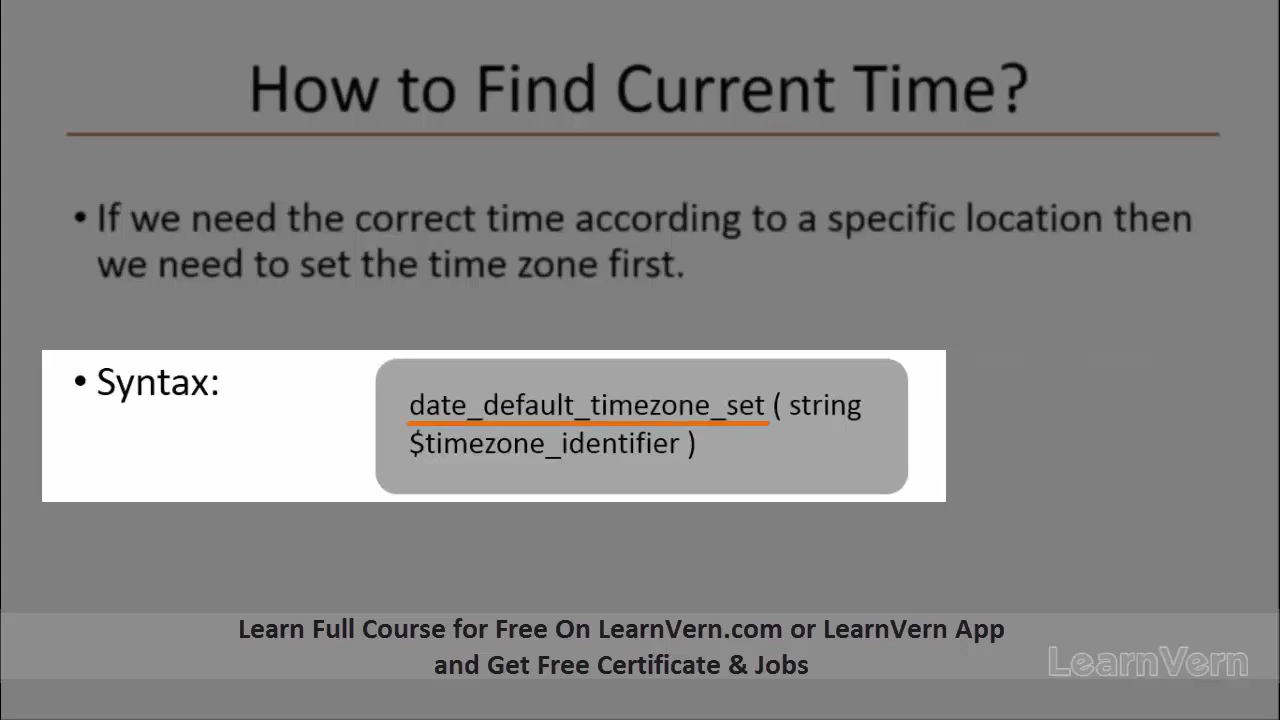 How to Find Current Time?
• If we need the correct time according to a specific location then
we need to set the time zone first.
• Syntax:
date_default_timezone_set ( string
$timezone_identifier )
Learn Full Course for Free On LearnVern.com or LearnVern App
and Get Free Certificate & Jobs
LearnVern